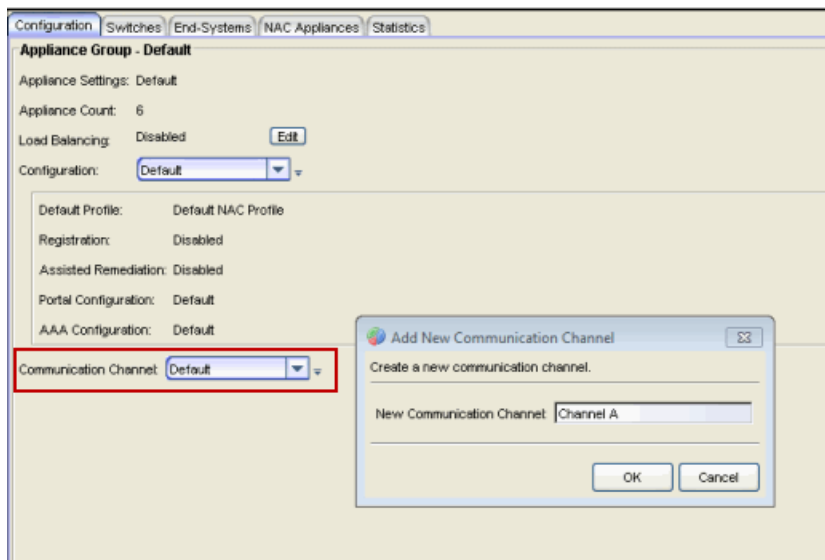 Configuration Switches End-Systems NAC Appliances Statistics
Appliance Group - Default
Appliance Settings: Default
Appliance Count: 6
Load Balancing: Disabled Edit
Configuration: Default
Default Profile: Default NAC Profile
Registration: Disabled
Assisted Remediation: Disabled
Portal Configuration: Default
AAA Configuration: Default
Communication Channel: Default
Add New Communication Channel
Create a new communication channel.
New Communication Channel: Channel A
OK Cancel